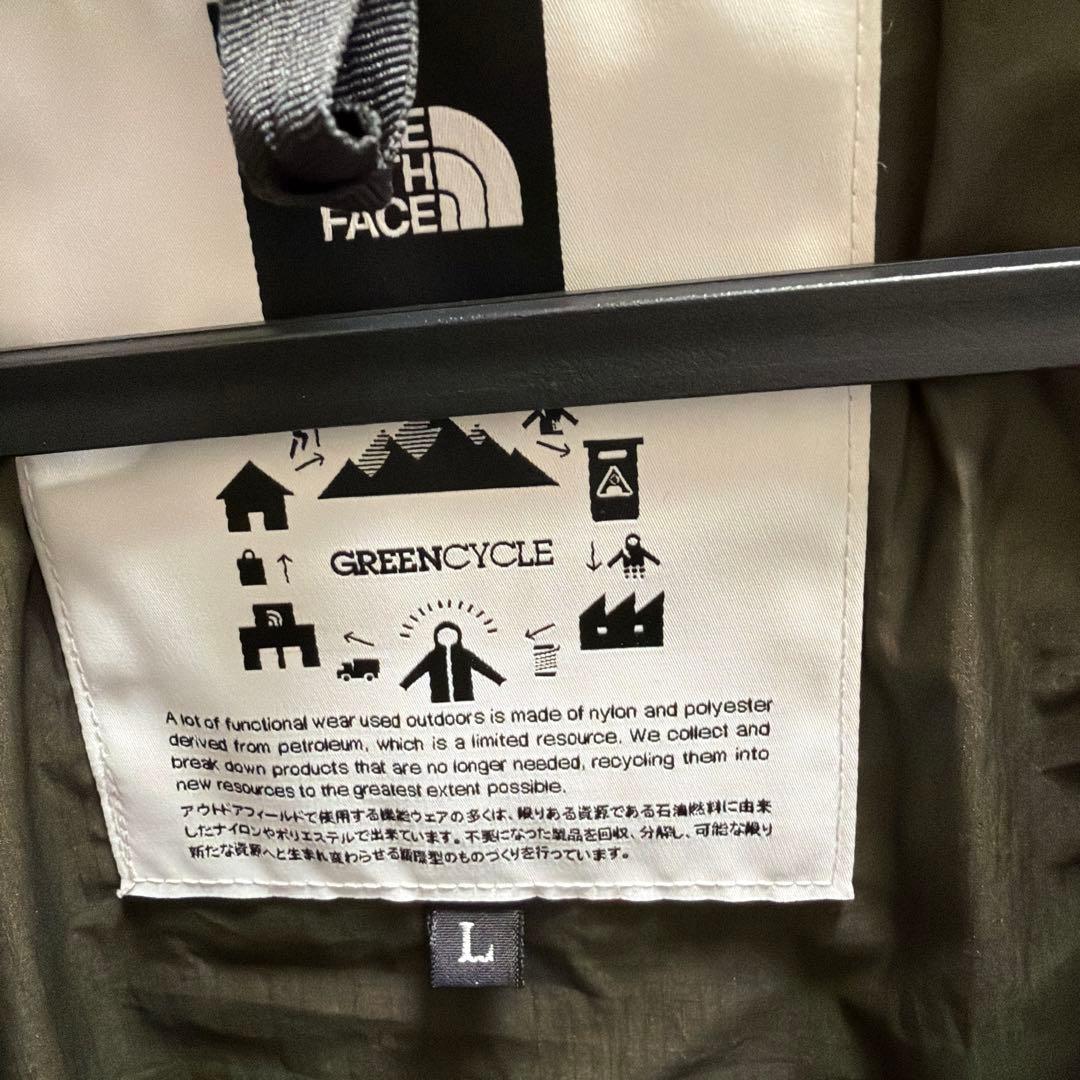 FACE
GREENCYCLE
A lot of functional wear used outdoors is made of nylon and polyester
derived from petroleum, which is a limited resource. We collect and
break down products that are no longer needed, recycling them into
new resources to the greatest extent possible.
アウトドアフィールドで使用する機能ウェアの多くは、限りある資源である石油燃料に由来
したナイロンやポリエステルで出来ています。不要になった製品を回収、分解し、可能な限り
新たな資源へと生まれ変わらせる循環型のものづくりを行っています。
L